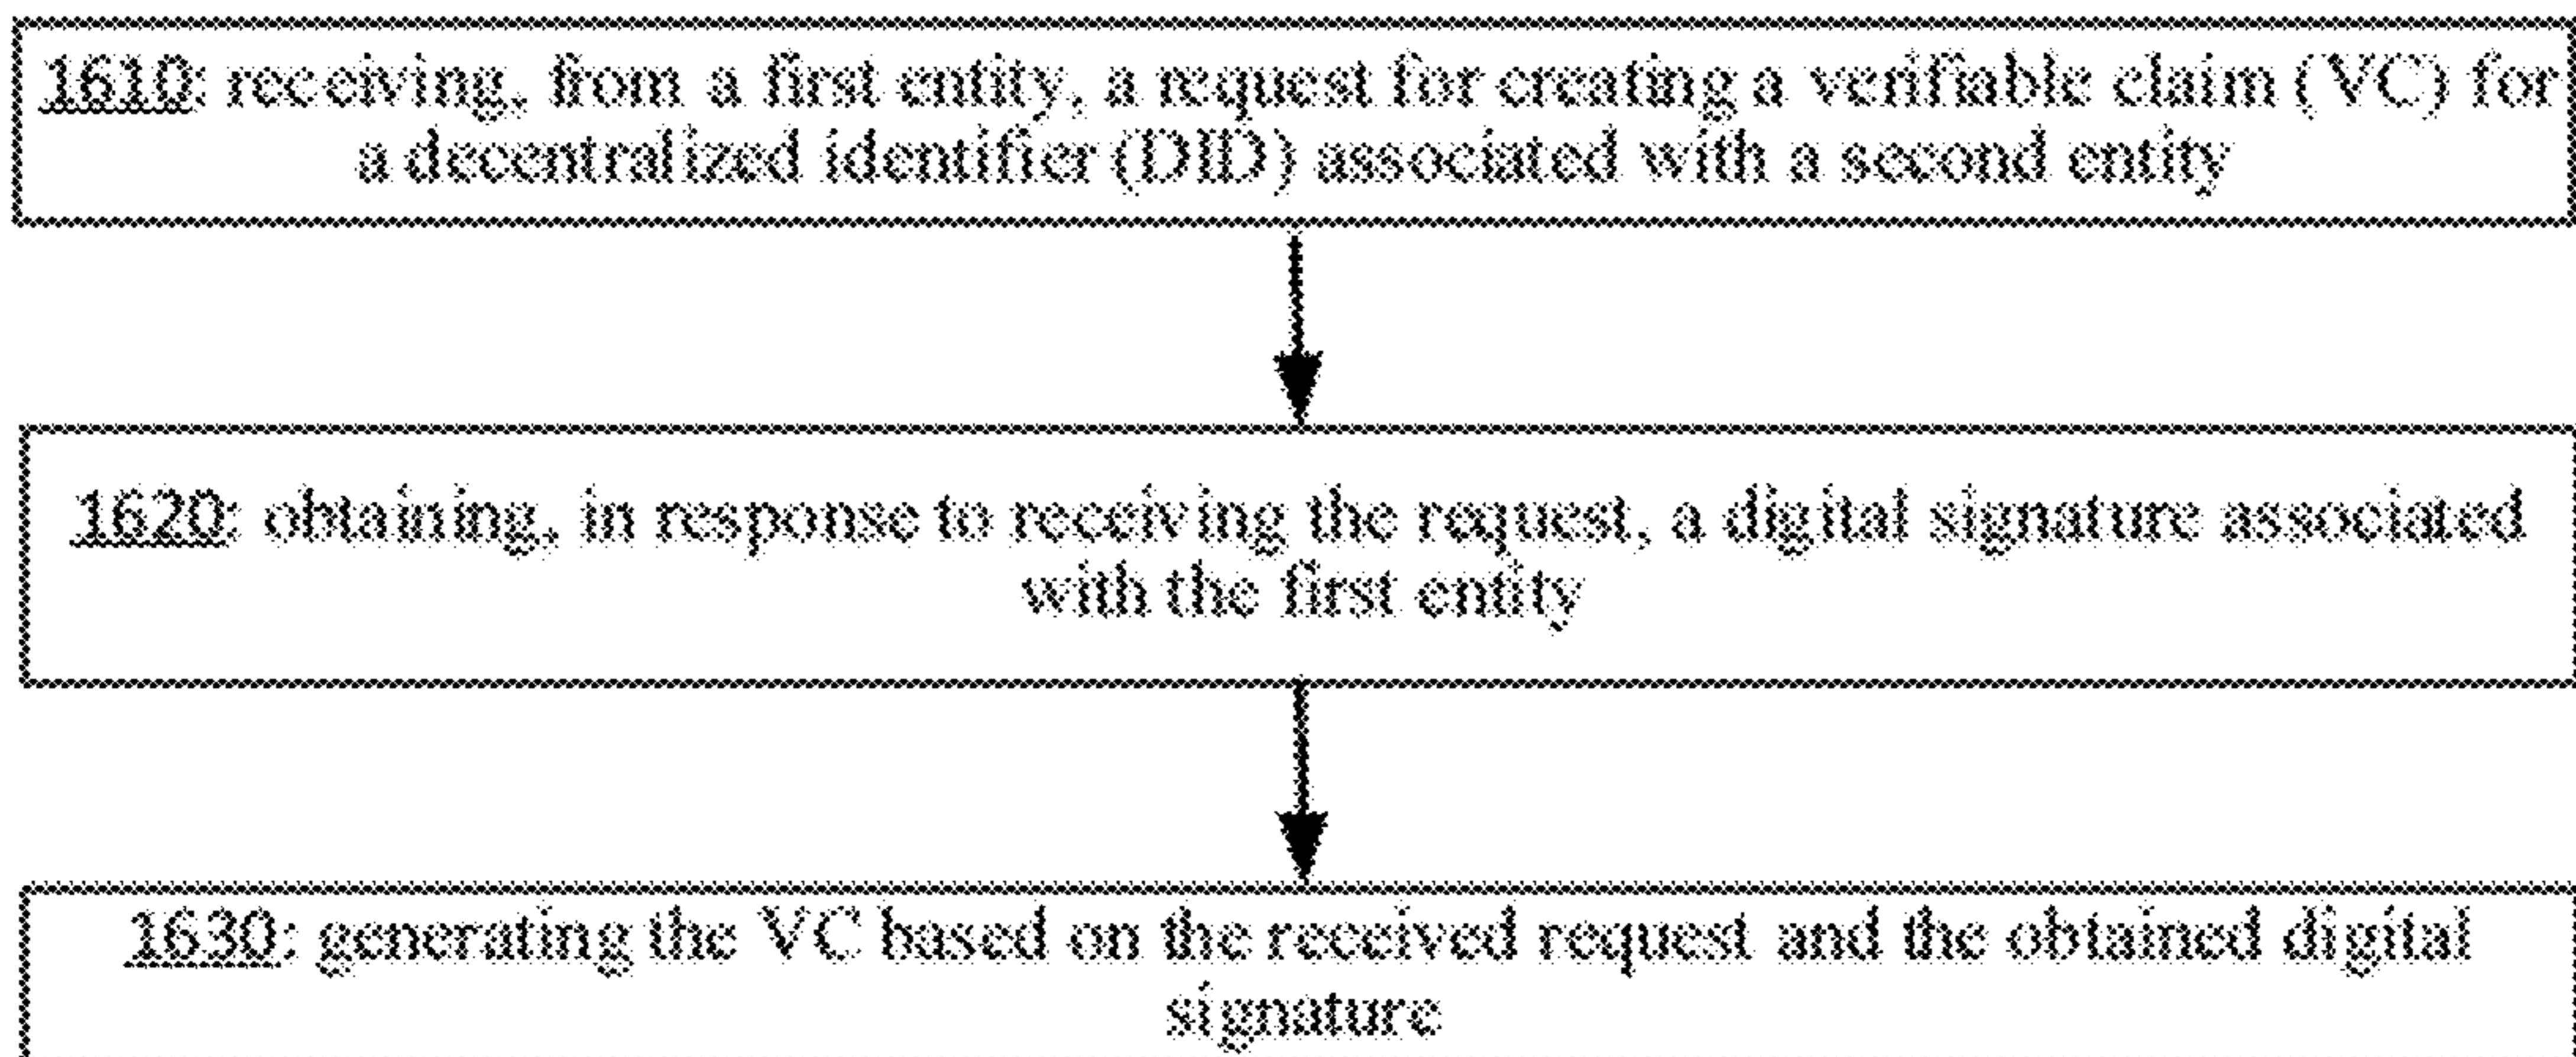 1610: receiving, from a first entity, a request for creating a verifiable claim (VC) for
a decentralized identifier (DID) associated with a second entity
1620: obtaining, in response to receiving the request, a digital signature associated
with the first entity
1630: generating the VC based on the received request and the obtained digital
signature